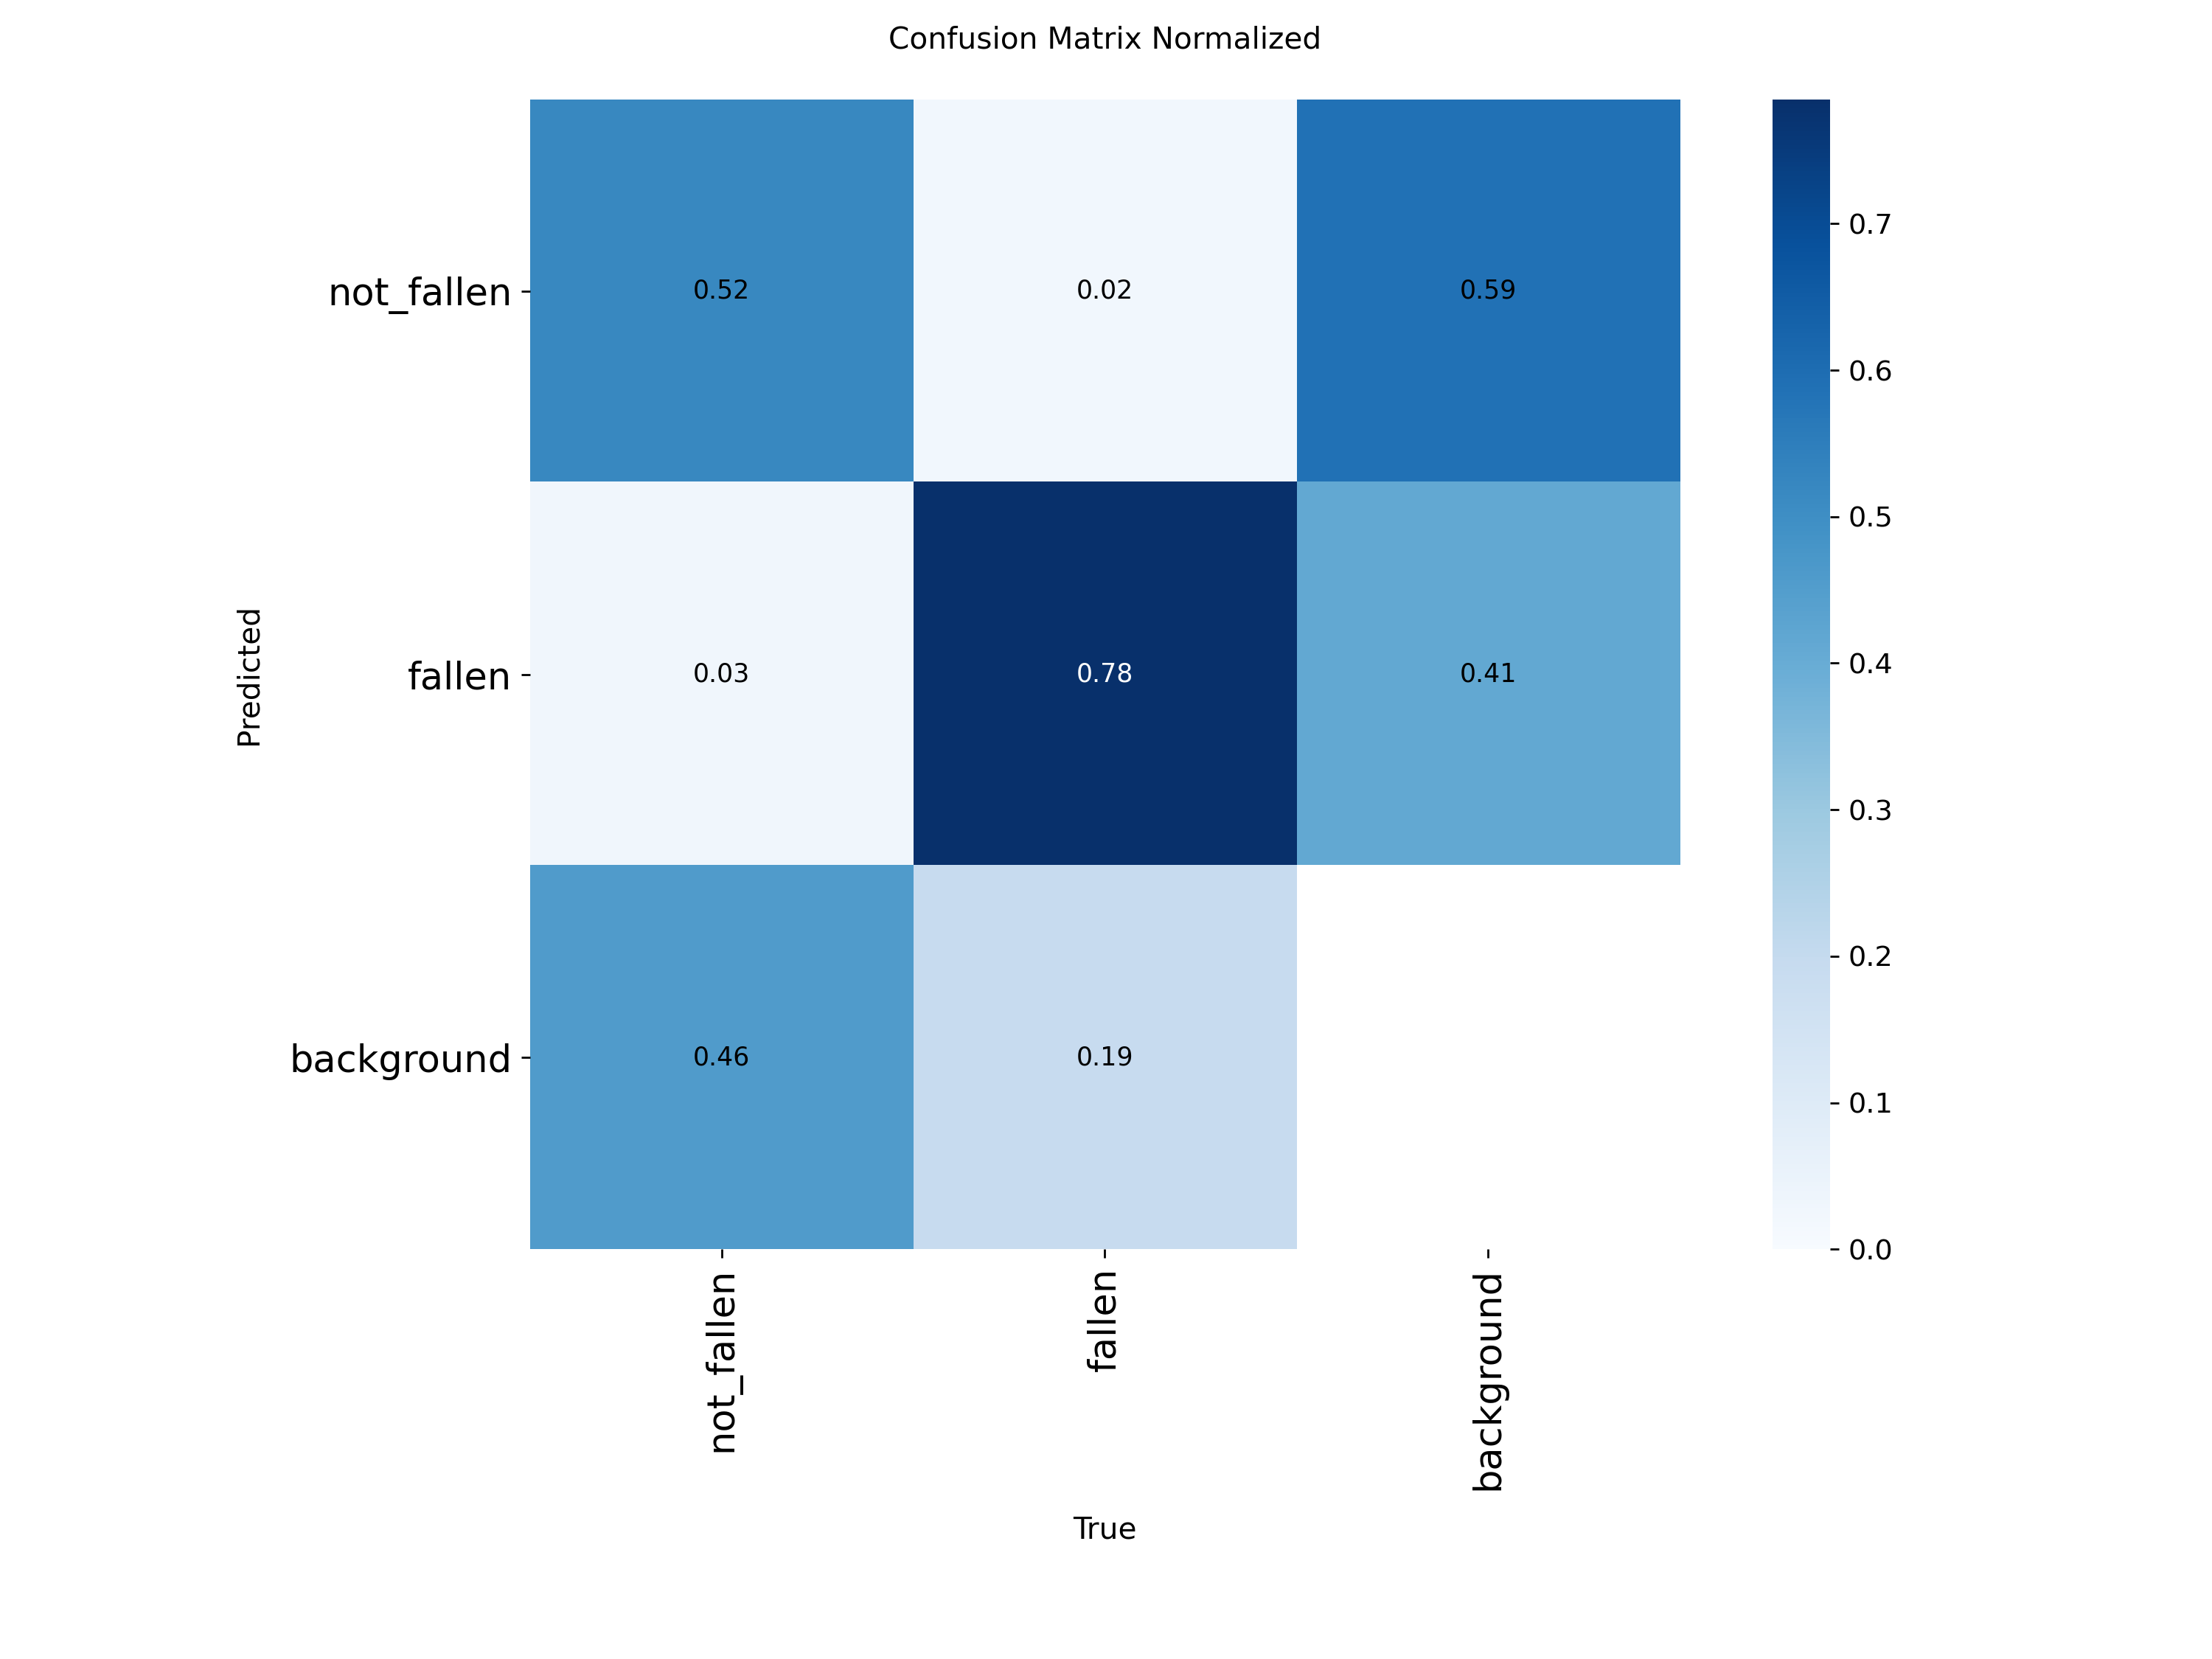 Confusion Matrix Normalized
not_fallen
0.52
0.02
0.59
fallen
0.03
0.78
0.41
background
0.46
0.19
Predicted
not_fallen
fallen
background
True
0.7
0.6
0.5
0.4
0.3
0.2
0.1
0.0